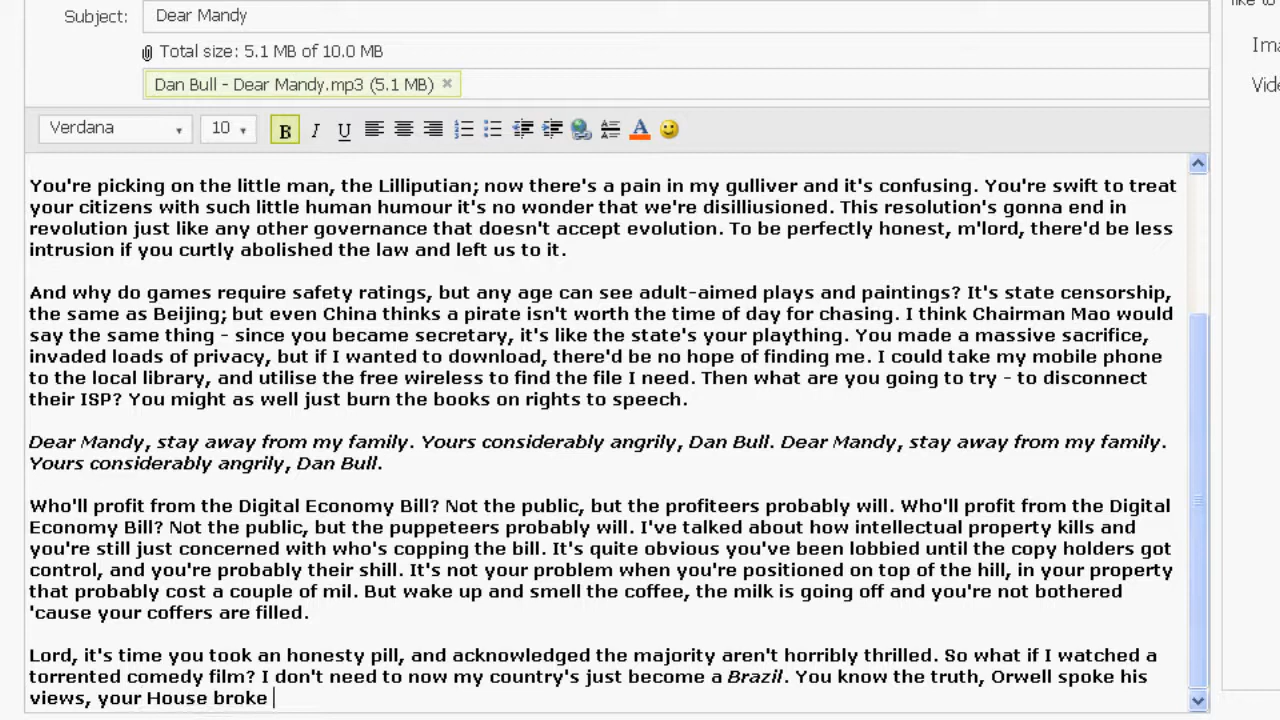 like to
Subject: Dear Mandy
Ima
Total size: 5.1 MB of 10.0 MB
Dan Bull - Dear Mandy.mp3 (5.1 MB) ×
Vide
Verdana 10 B I U A
You're picking on the little man, the Lilliputian; now there's a pain in my gulliver and it's confusing. You're swift to treat
your citizens with such little human humour it's no wonder that we're disilliusioned. This resolution's gonna end in
revolution just like any other governance that doesn't accept evolution. To be perfectly honest, m'lord, there'd be less
intrusion if you curtly abolished the law and left us to it.
And why do games require safety ratings, but any age can see adult-aimed plays and paintings? It's state censorship,
the same as Beijing; but even China thinks a pirate isn't worth the time of day for chasing. I think Chairman Mao would
say the same thing - since you became secretary, it's like the state's your plaything. You made a massive sacrifice,
invaded loads of privacy, but if I wanted to download, there'd be no hope of finding me. I could take my mobile phone
to the local library, and utilise the free wireless to find the file I need. Then what are you going to try - to disconnect
their ISP? You might as well just burn the books on rights to speech.
Dear Mandy, stay away from my family. Yours considerably angrily, Dan Bull. Dear Mandy, stay away from my family.
Yours considerably angrily, Dan Bull.
Who'll profit from the Digital Economy Bill? Not the public, but the profiteers probably will. Who'll profit from the Digital
Economy Bill? Not the public, but the puppeteers probably will. I've talked about how intellectual property kills and
you're still just concerned with who's copping the bill. It's quite obvious you've been lobbied until the copy holders got
control, and you're probably their shill. It's not your problem when you're positioned on top of the hill, in your property
that probably cost a couple of mil. But wake up and smell the coffee, the milk is going off and you're not bothered
'cause your coffers are filled.
Lord, it's time you took an honesty pill, and acknowledged the majority aren't horribly thrilled. So what if I watched a
torrented comedy film? I don't need to now my country's just become a Brazil. You know the truth, Orwell spoke his
views, your House broke